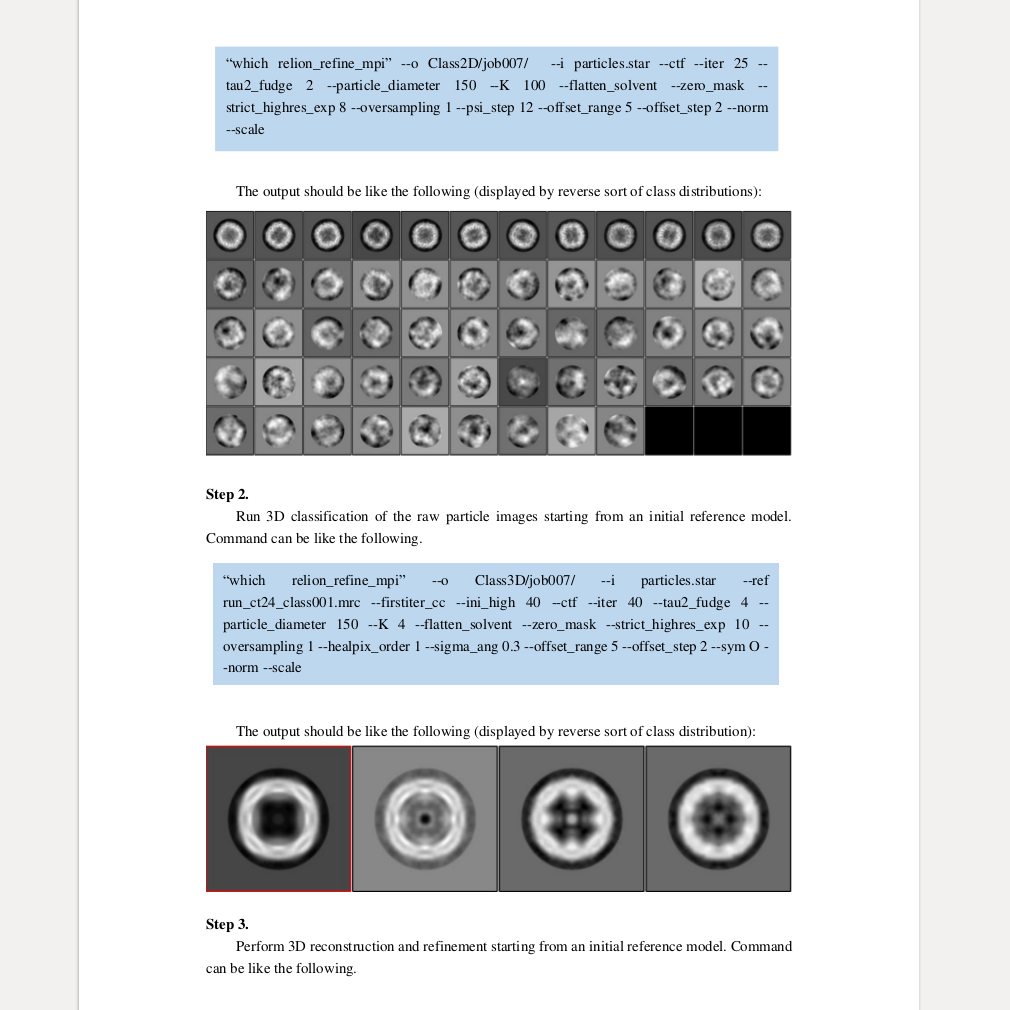 “which relion_refine_mpi” --o Class2D/job007/ --i particles.star --ctf --iter 25 --
tau2_fudge 2 --particle_diameter 150 --K 100 --flatten_solvent --zero_mask --
strict_highres_exp 8 --oversampling 1 --psi_step 12 --offset_range 5 --offset_step 2 --norm
--scale
The output should be like the following (displayed by reverse sort of class distributions):
Step 2.
Run 3D classification of the raw particle images starting from an initial reference model.
Command can be like the following.
“which relion_refine_mpi” --o Class3D/job007/ --i particles.star --ref
run_ct24_class001.mrc --firstiter_cc --ini_high 40 --ctf --iter 40 --tau2_fudge 4 --
particle_diameter 150 --K 4 --flatten_solvent --zero_mask --strict_highres_exp 10 --
oversampling 1 --healpix_order 1 --sigma_ang 0.3 --offset_range 5 --offset_step 2 --sym O -
-norm --scale
The output should be like the following (displayed by reverse sort of class distribution):
Step 3.
Perform 3D reconstruction and refinement starting from an initial reference model. Command
can be like the following.